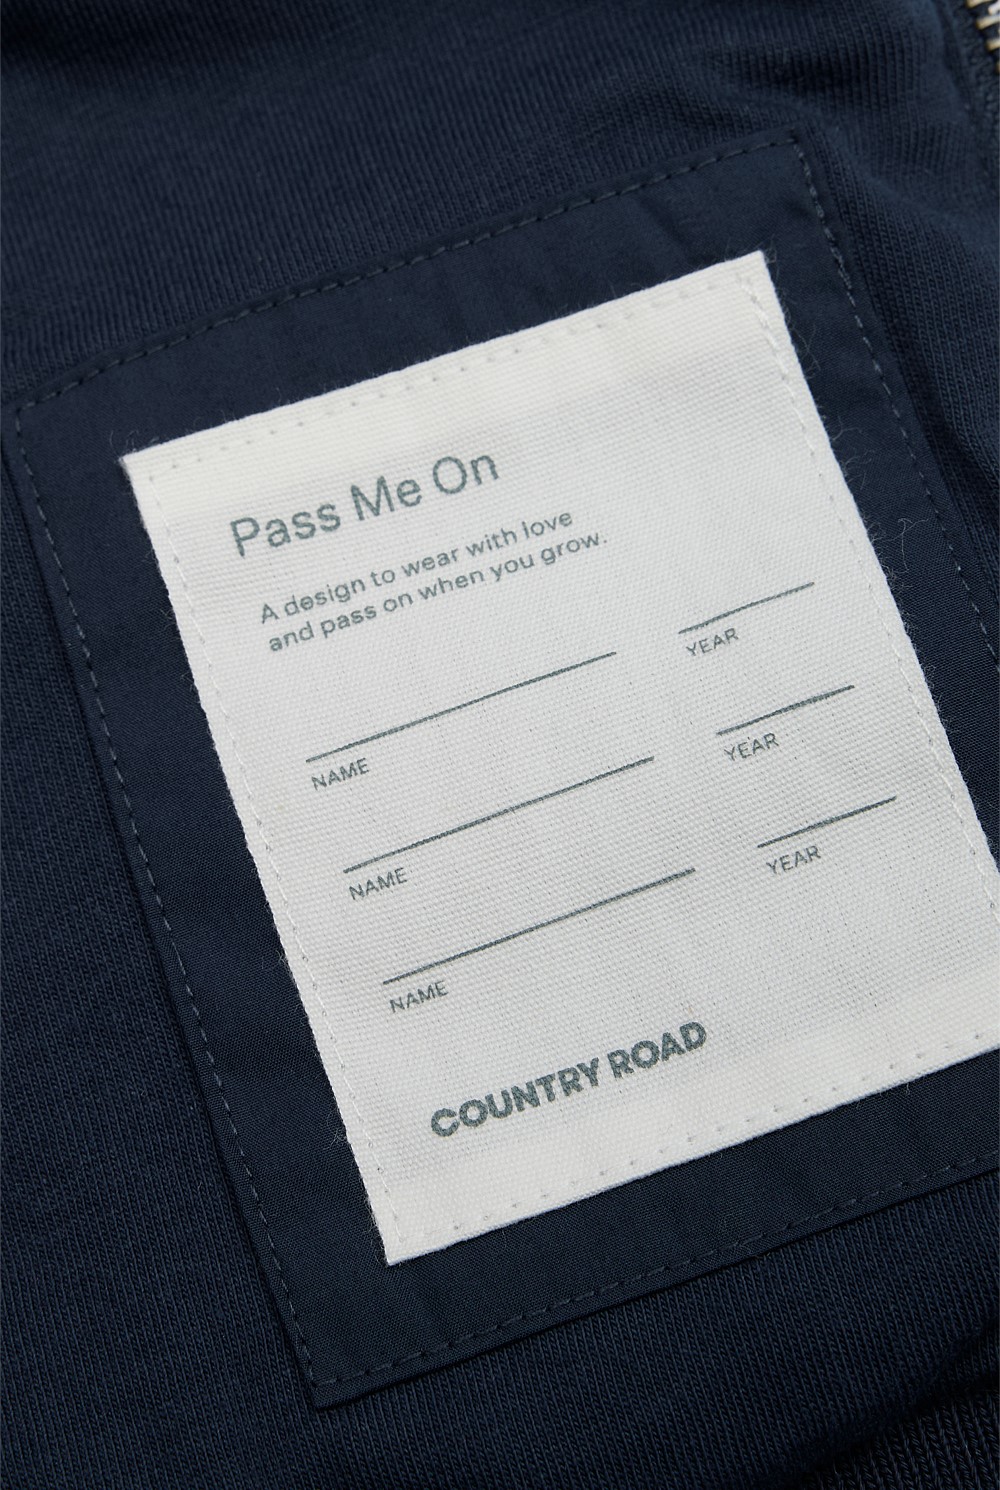 Pass Me On
A design to wear with love
and pass on when you grow.
NAME YEAR
NAME YEAR
NAME YEAR
COUNTRY ROAD